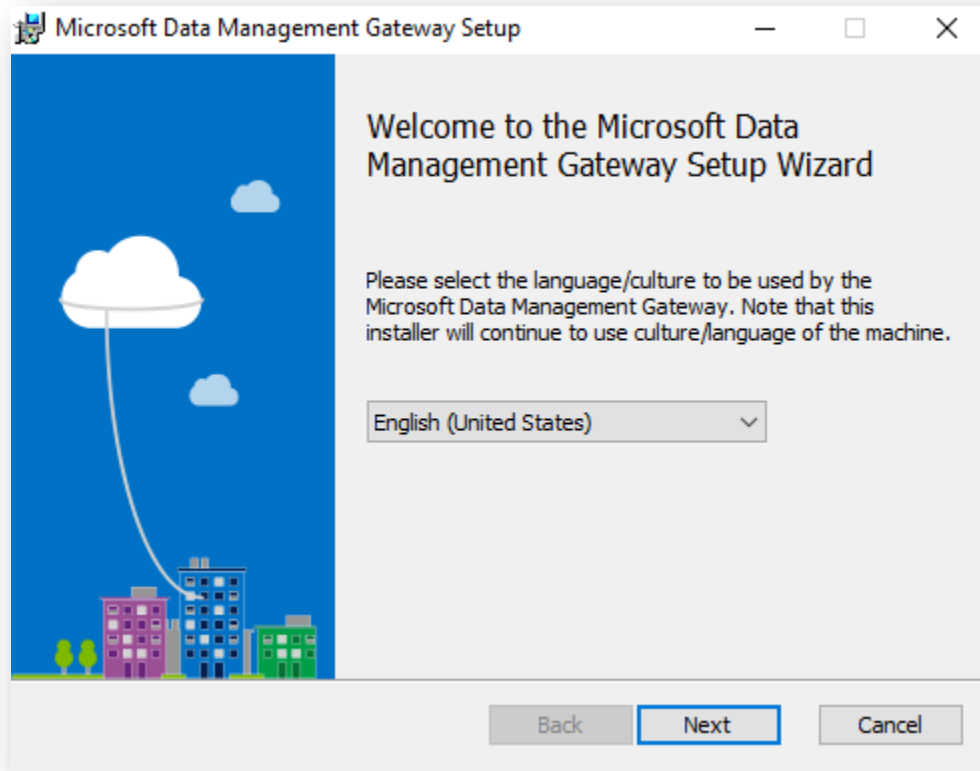 Microsoft Data Management Gateway Setup
Welcome to the Microsoft Data
Management Gateway Setup Wizard
Please select the language/culture to be used by the
Microsoft Data Management Gateway. Note that this
installer will continue to use culture/language of the machine.
English (United States)
Back Next Cancel